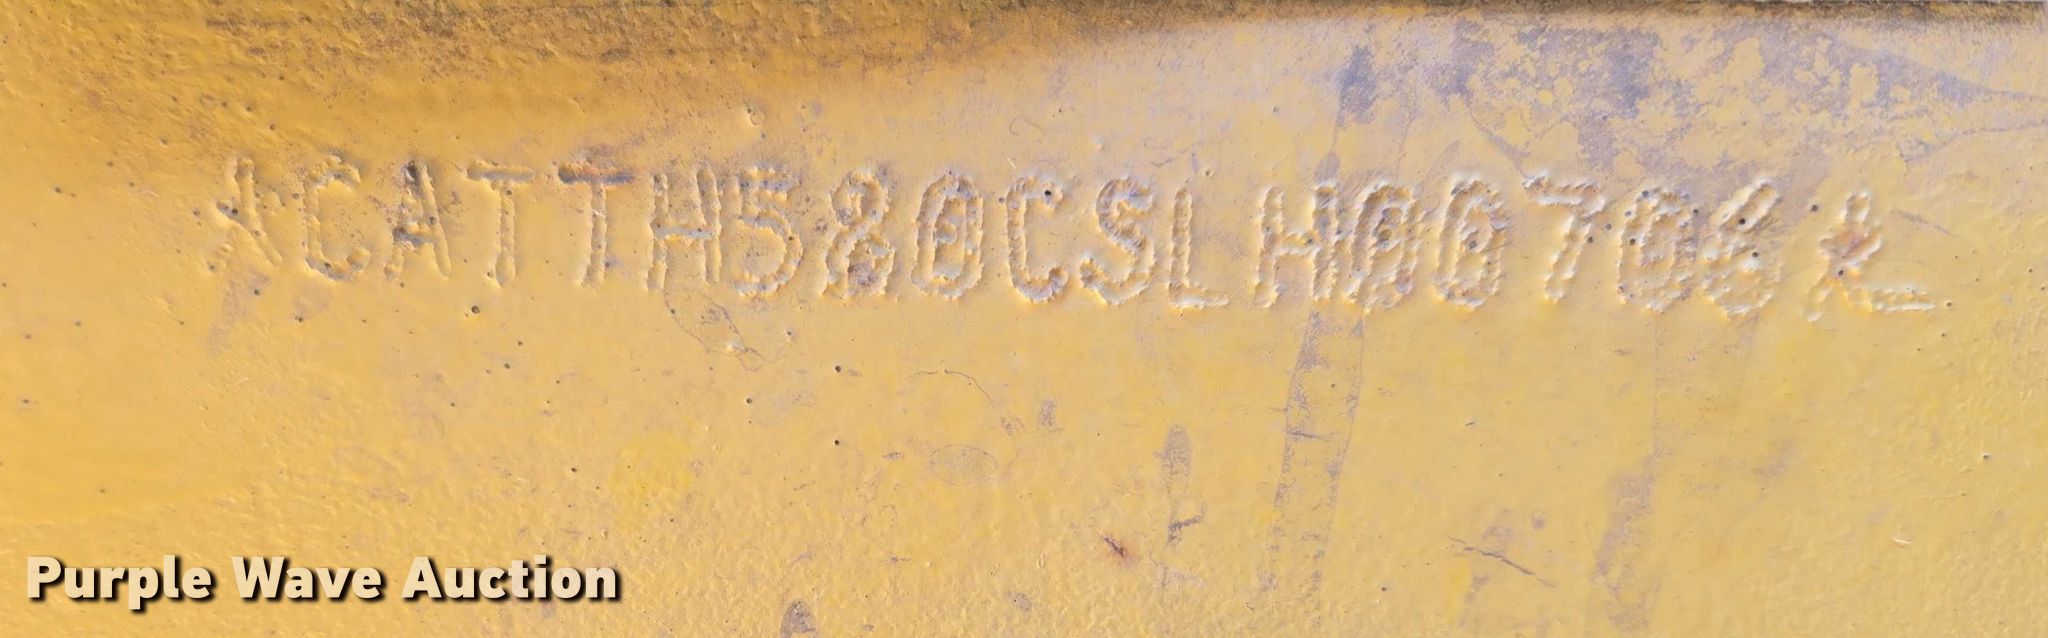 *CATTH580CSLH00706*
Purple Wave Auction